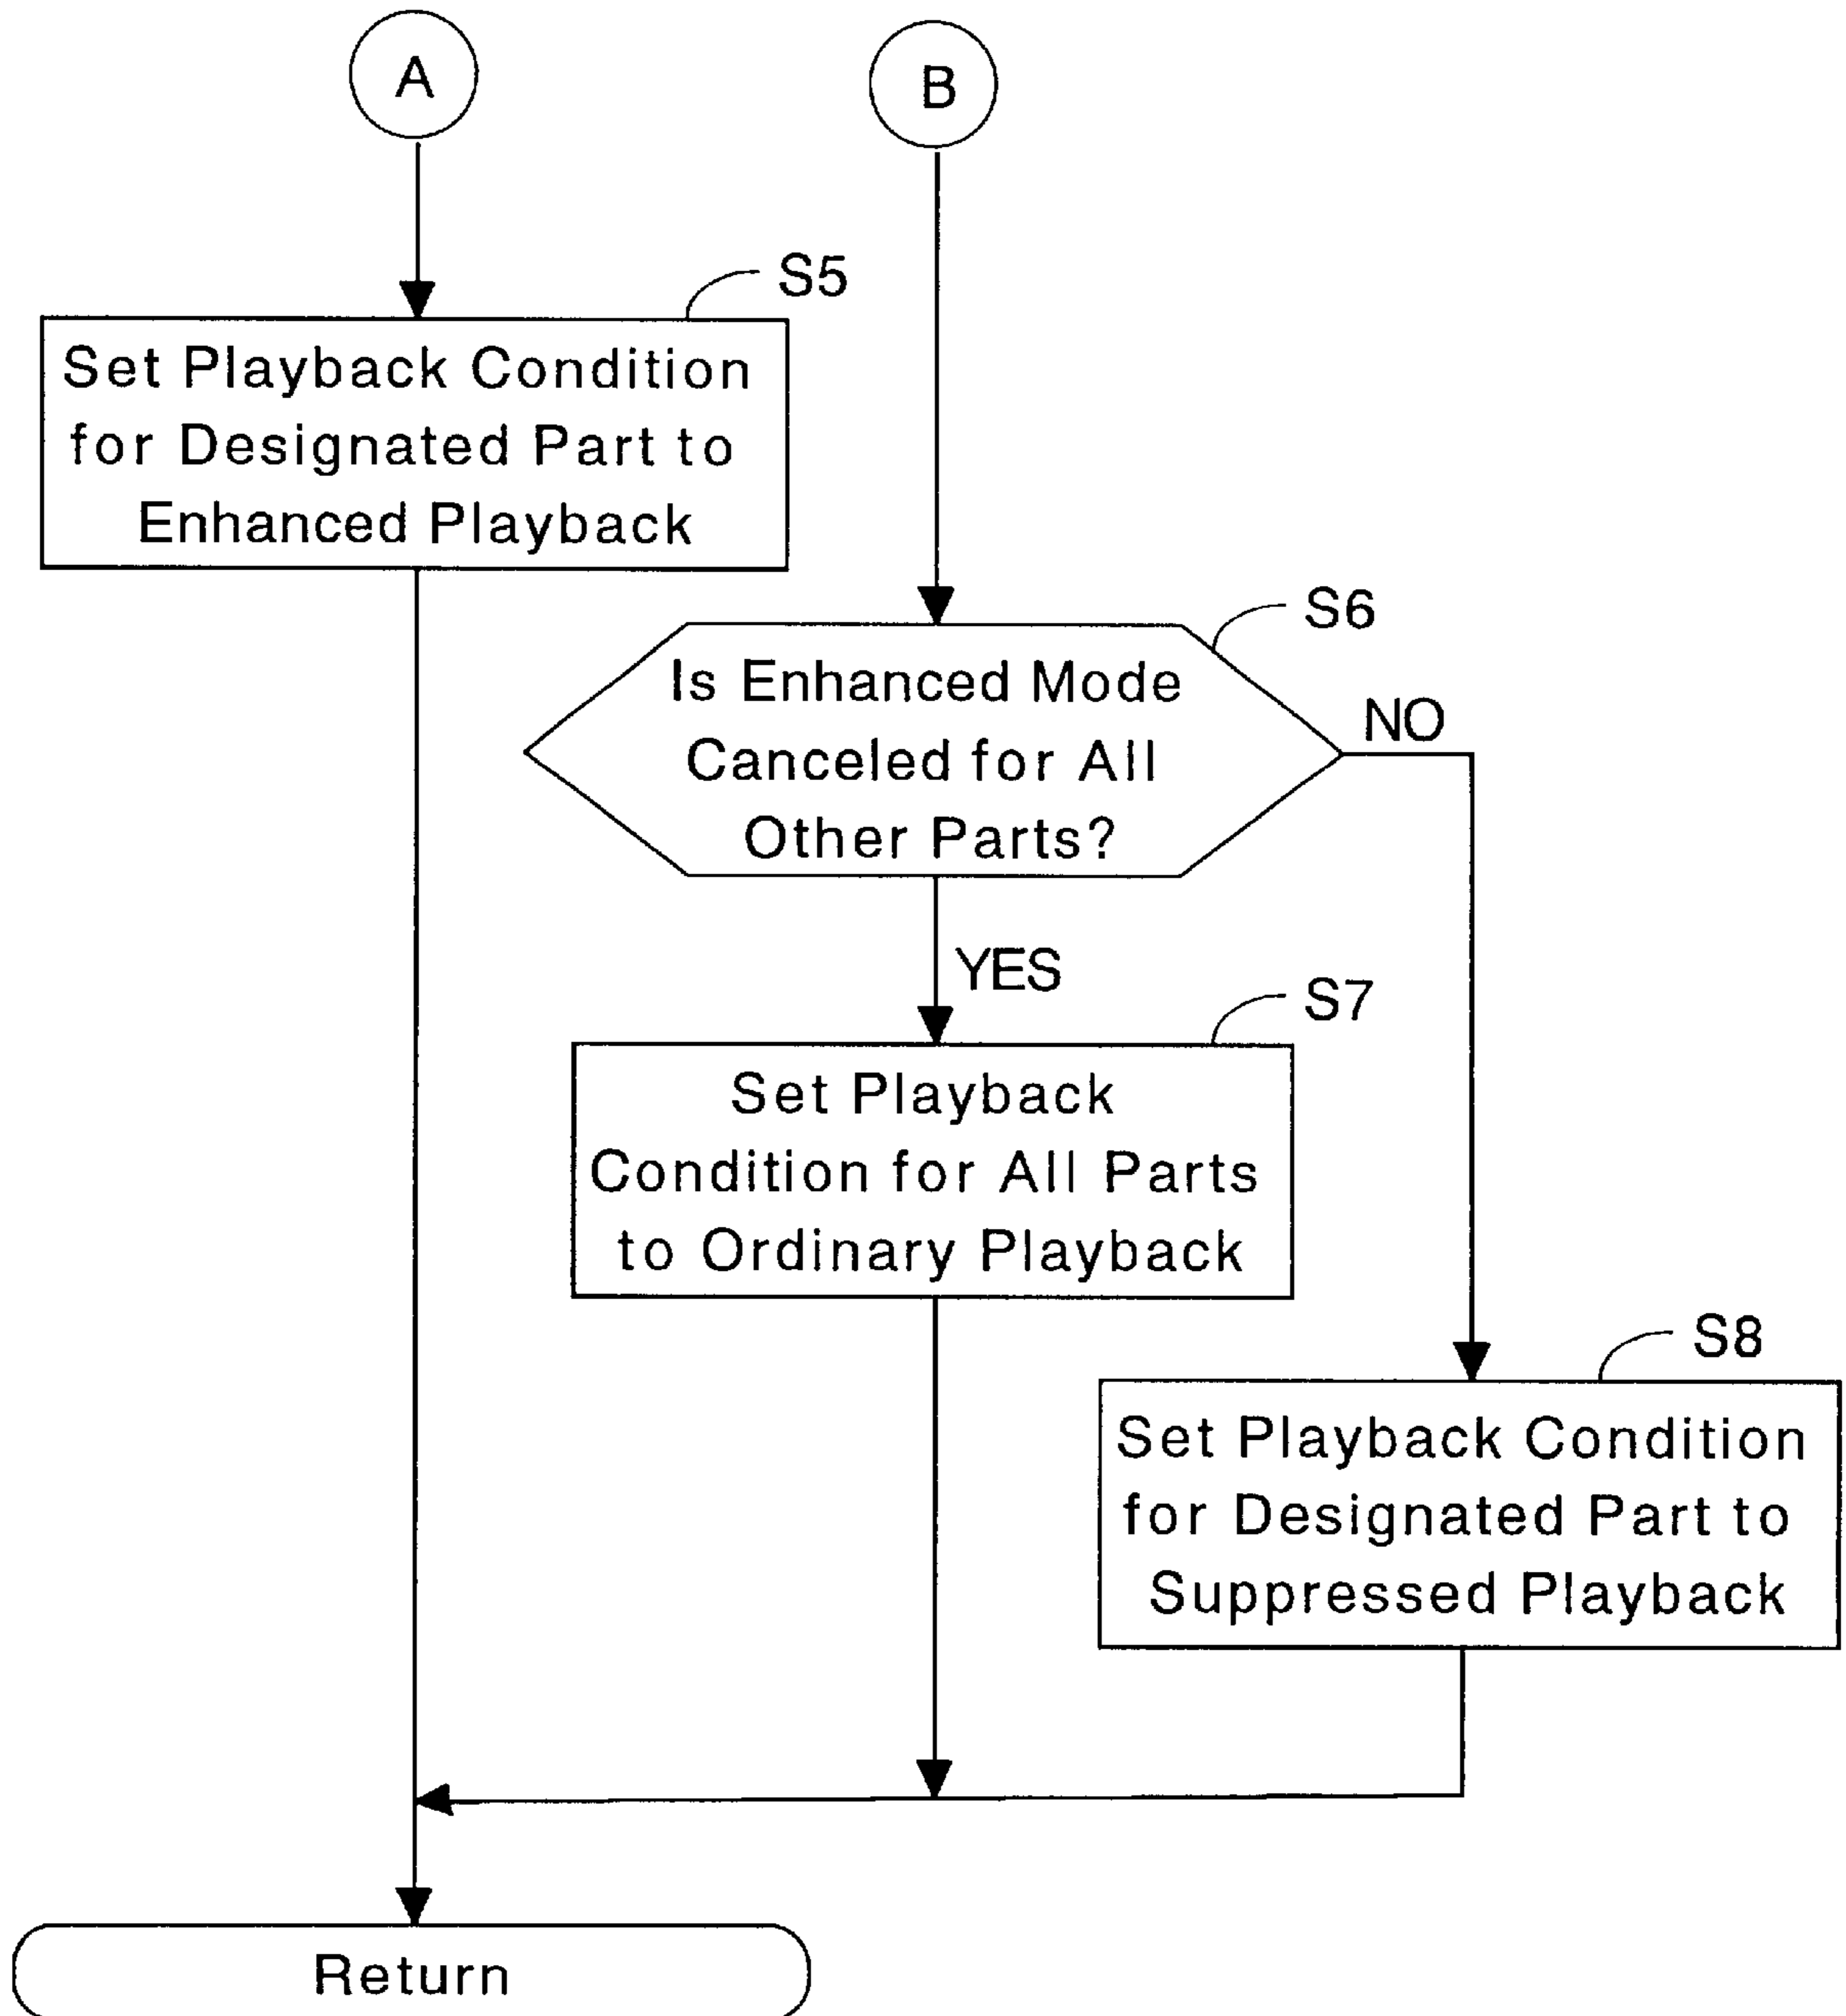 A
B
S5
Set Playback Condition
for Designated Part to
Enhanced Playback
S6
Is Enhanced Mode
Canceled for All
Other Parts?
NO
YES
S7
Set Playback
Condition for All Parts
to Ordinary Playback
S8
Set Playback Condition
for Designated Part to
Suppressed Playback
Return